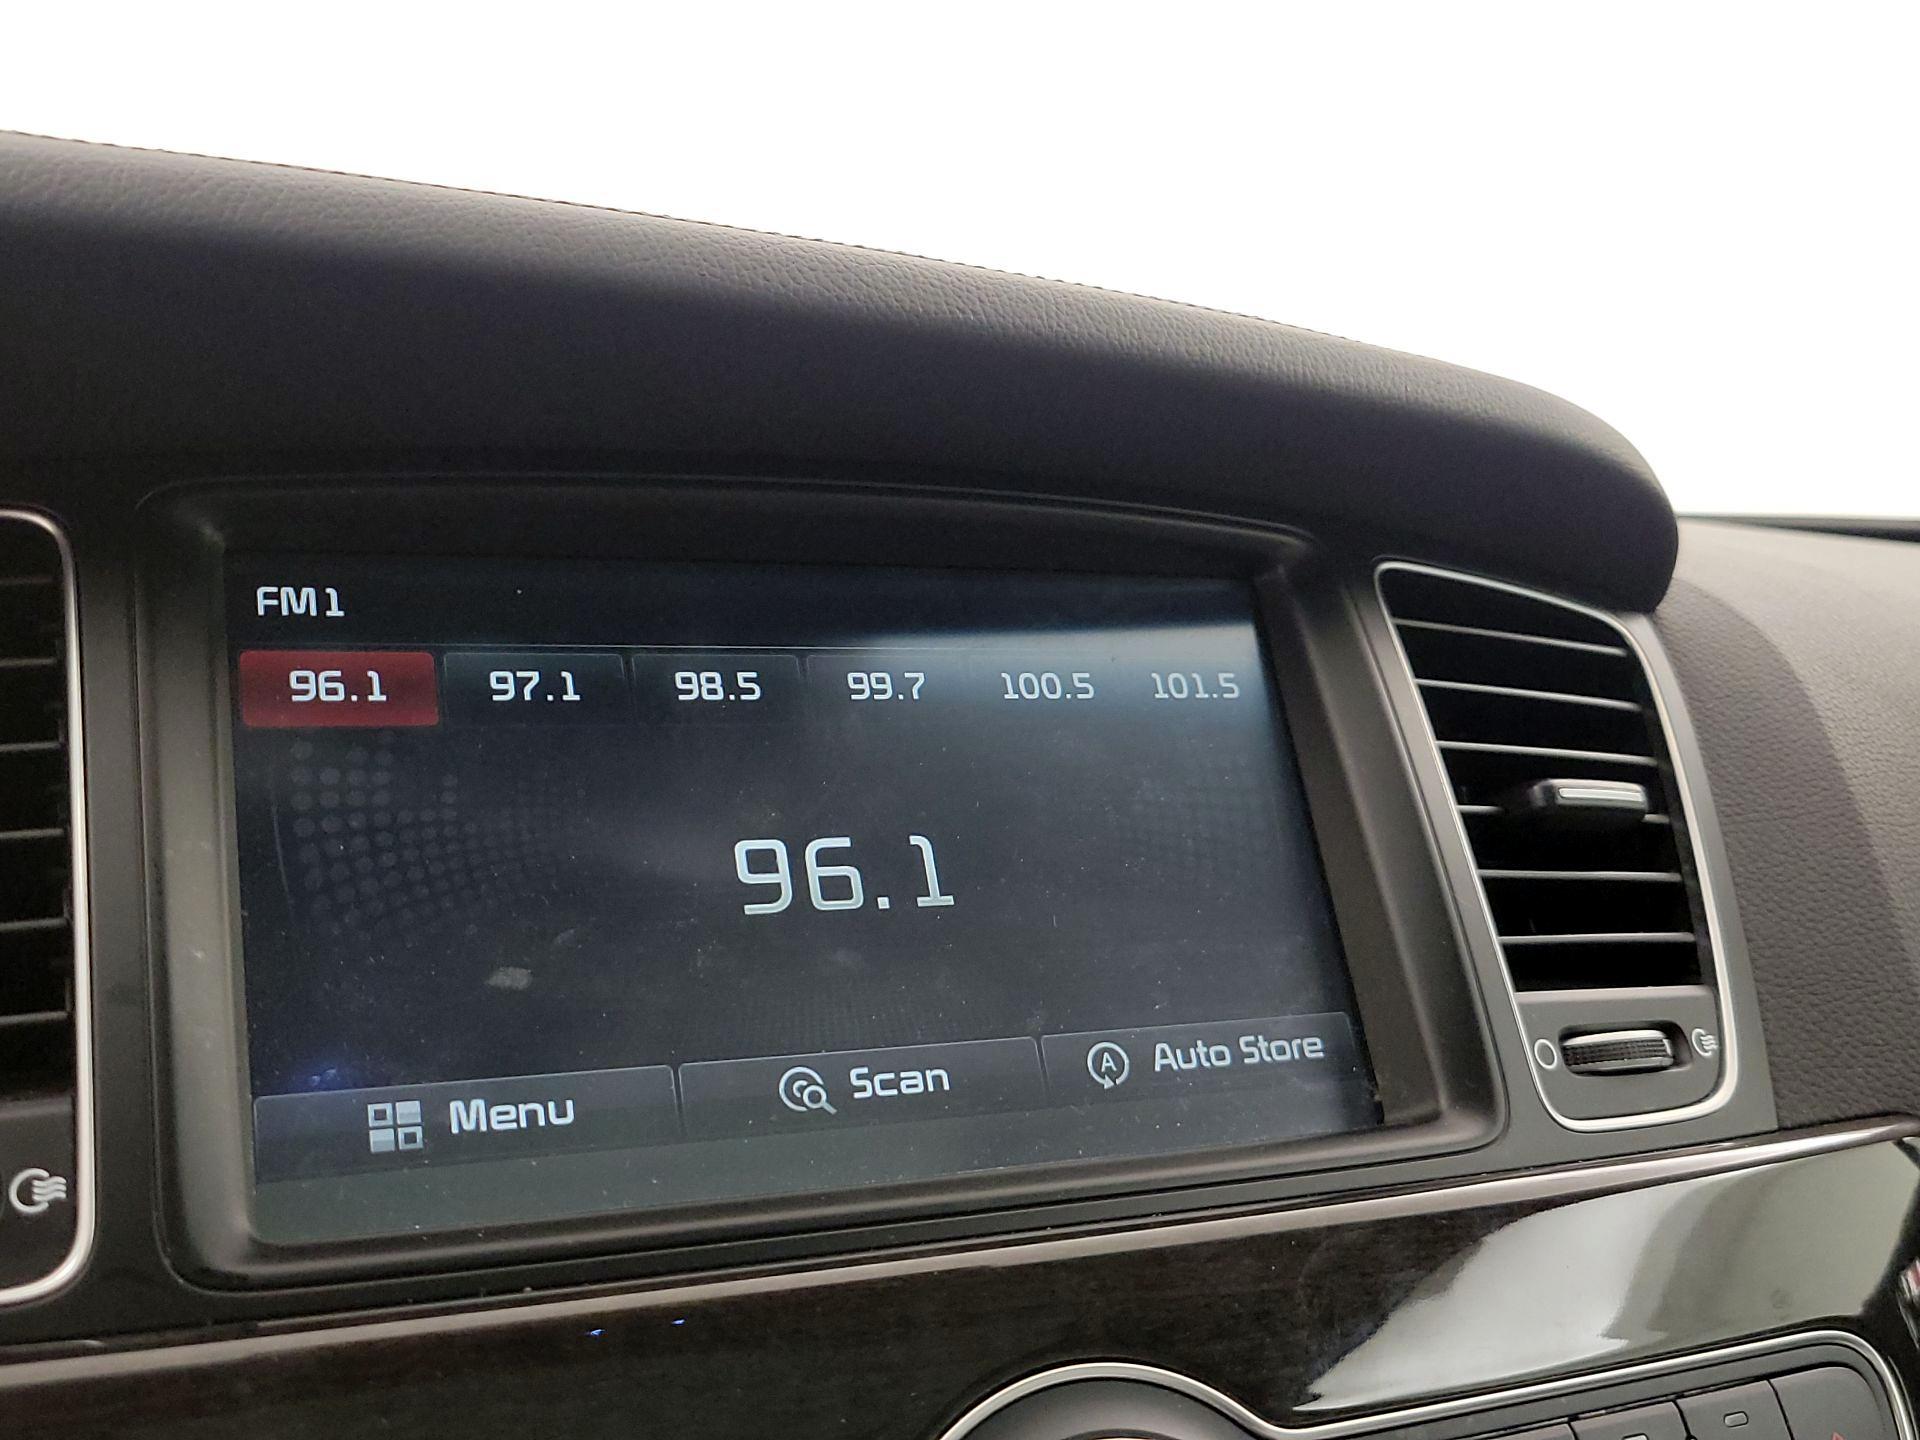 FM1
96.1 97.1 98.5 99.7 100.5 101.5
96.1
Menu Scan A Auto Store